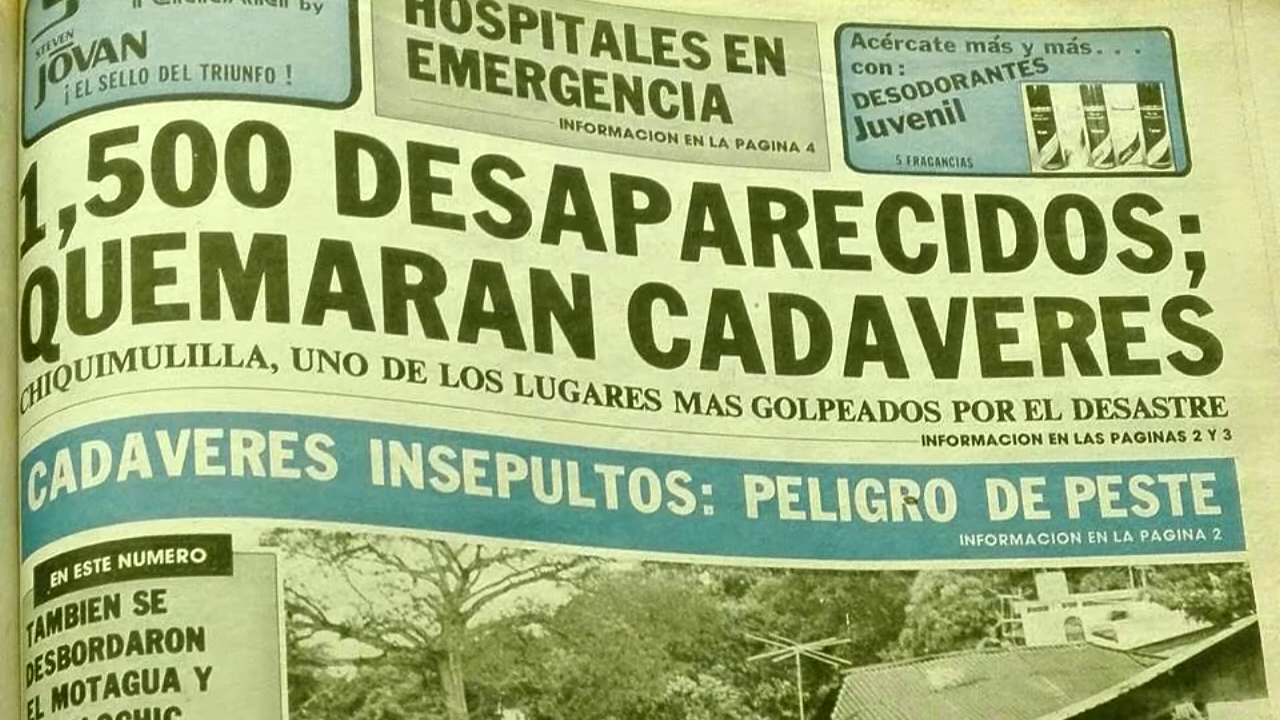 by
STEVEN
JOVAN
¡EL SELLO DEL TRIUNFO!
HOSPITALES EN
EMERGENCIA
INFORMACION EN LA PAGINA 4
Acércate más y más. . .
con:
DESODORANTES
Juvenil
5 FRAGANCIAS
1,500 DESAPARECIDOS;
QUEMARAN CADAVERES
CHIQUIMULILLA, UNO DE LOS LUGARES MAS GOLPEADOS POR EL DESASTRE
INFORMACION EN LAS PAGINAS 2 Y 3
CADAVERES INSEPULTOS: PELIGRO DE PESTE
INFORMACION EN LA PAGINA 2
EN ESTE NUMERO
TAMBIEN SE
DESBORDARON
EL MOTAGUA Y